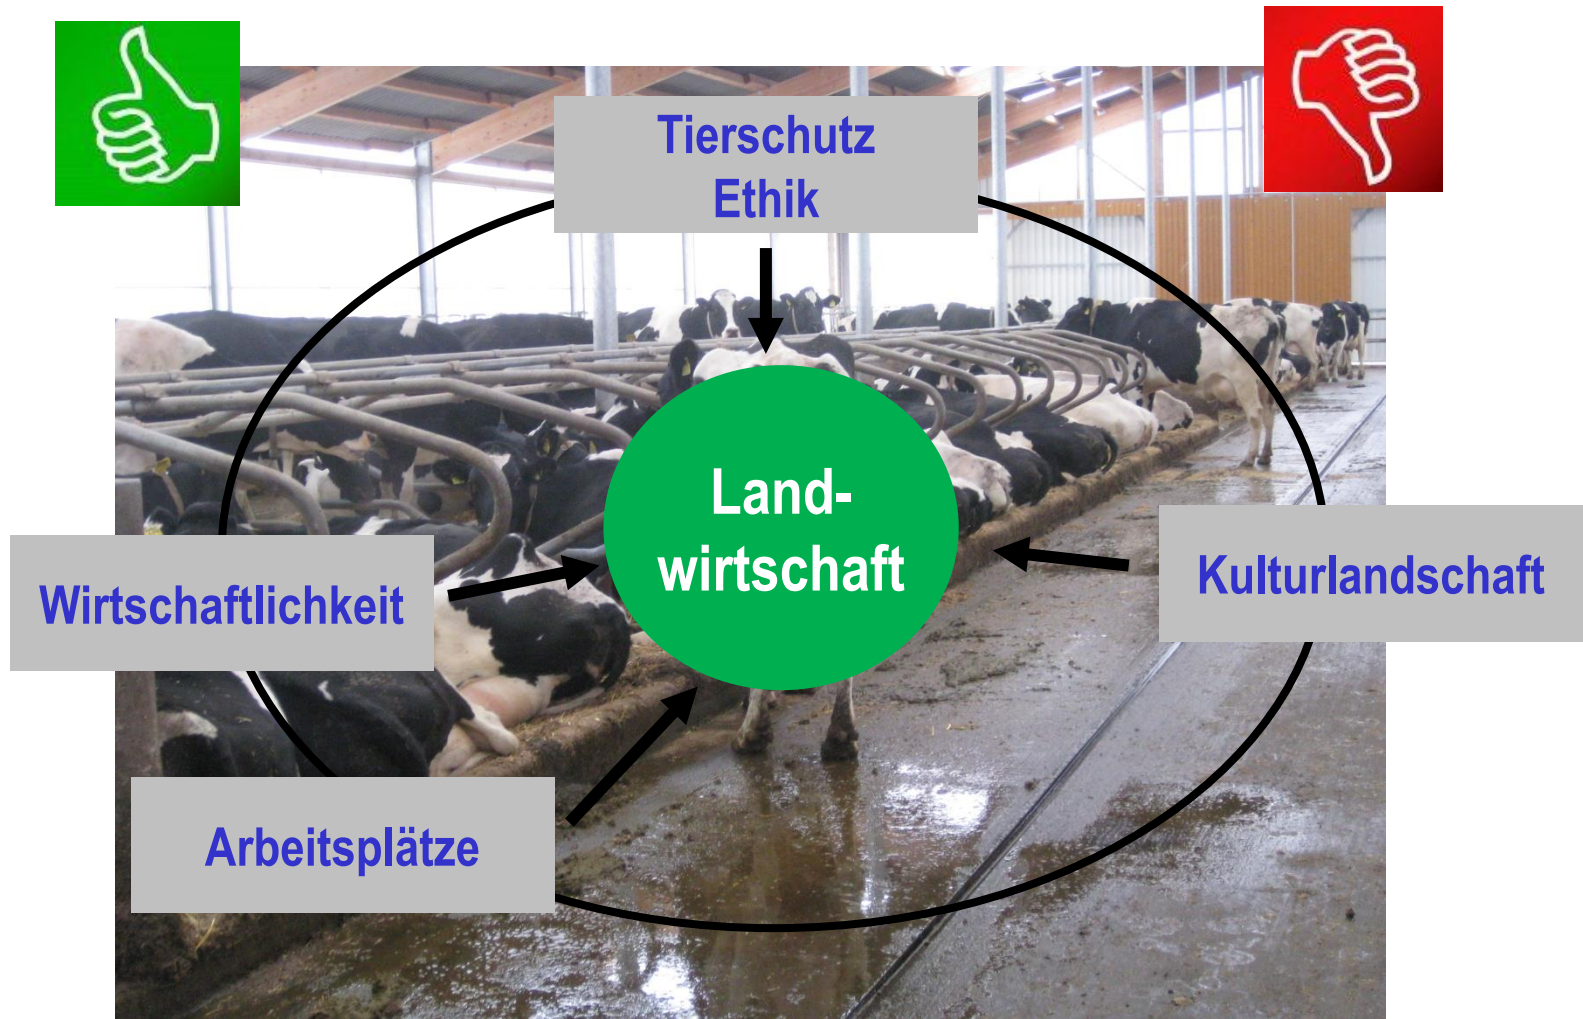 Tierschutz
Ethik
Land-
wirtschaft
Wirtschaftlichkeit
Kulturlandschaft
Arbeitsplätze